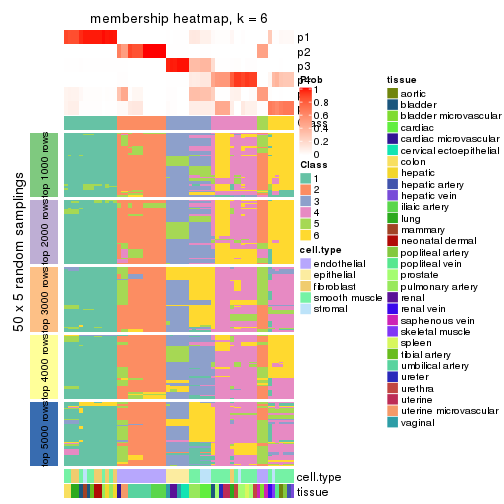 membership heatmap, k = 6
p1
p2
p3
Prob
1
0.8
0.6
0.4
0.2
0
Class
1
2
3
4
5
6
cell.type
endothelial
epithelial
fibroblast
smooth muscle
stromal
tissue
aortic
bladder
bladder microvascular
cardiac
cardiac microvascular
cervical ectoepithelial
colon
hepatic
hepatic artery
hepatic vein
iliac artery
lung
mammary
neonatal dermal
popliteal artery
popliteal vein
prostate
pulmonary artery
renal
renal vein
saphenous vein
skeletal muscle
spleen
tibial artery
umbilical artery
ureter
urethra
uterine
uterine microvascular
vaginal
50 x 5 random samplings
top 1000 rows
top 2000 rows
top 3000 rows
top 4000 rows
top 5000 rows
cell.type
tissue